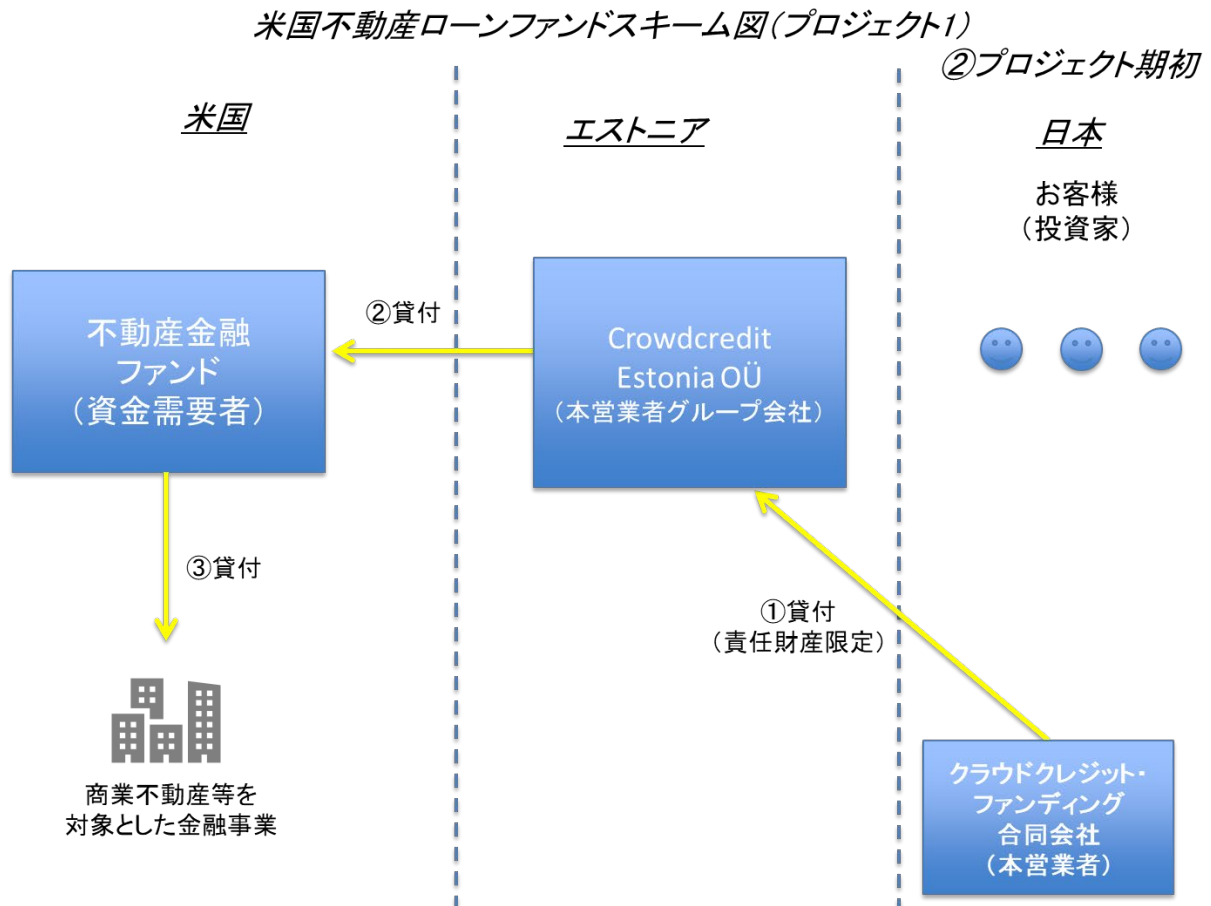 米国不動産ローンファンドスキーム図(プロジェクト1)
②プロジェクト期初
米国
エストニア
日本
お客様
(投資家)
不動産金融
ファンド
(資金需要者)
②貸付
Crowdcredit
Estonia OÜ
(本営業者グループ会社)
③貸付
①貸付
(責任財産限定)
商業不動産等を
対象とした金融事業
クラウドクレジット・
ファンディング
合同会社
(本営業者)